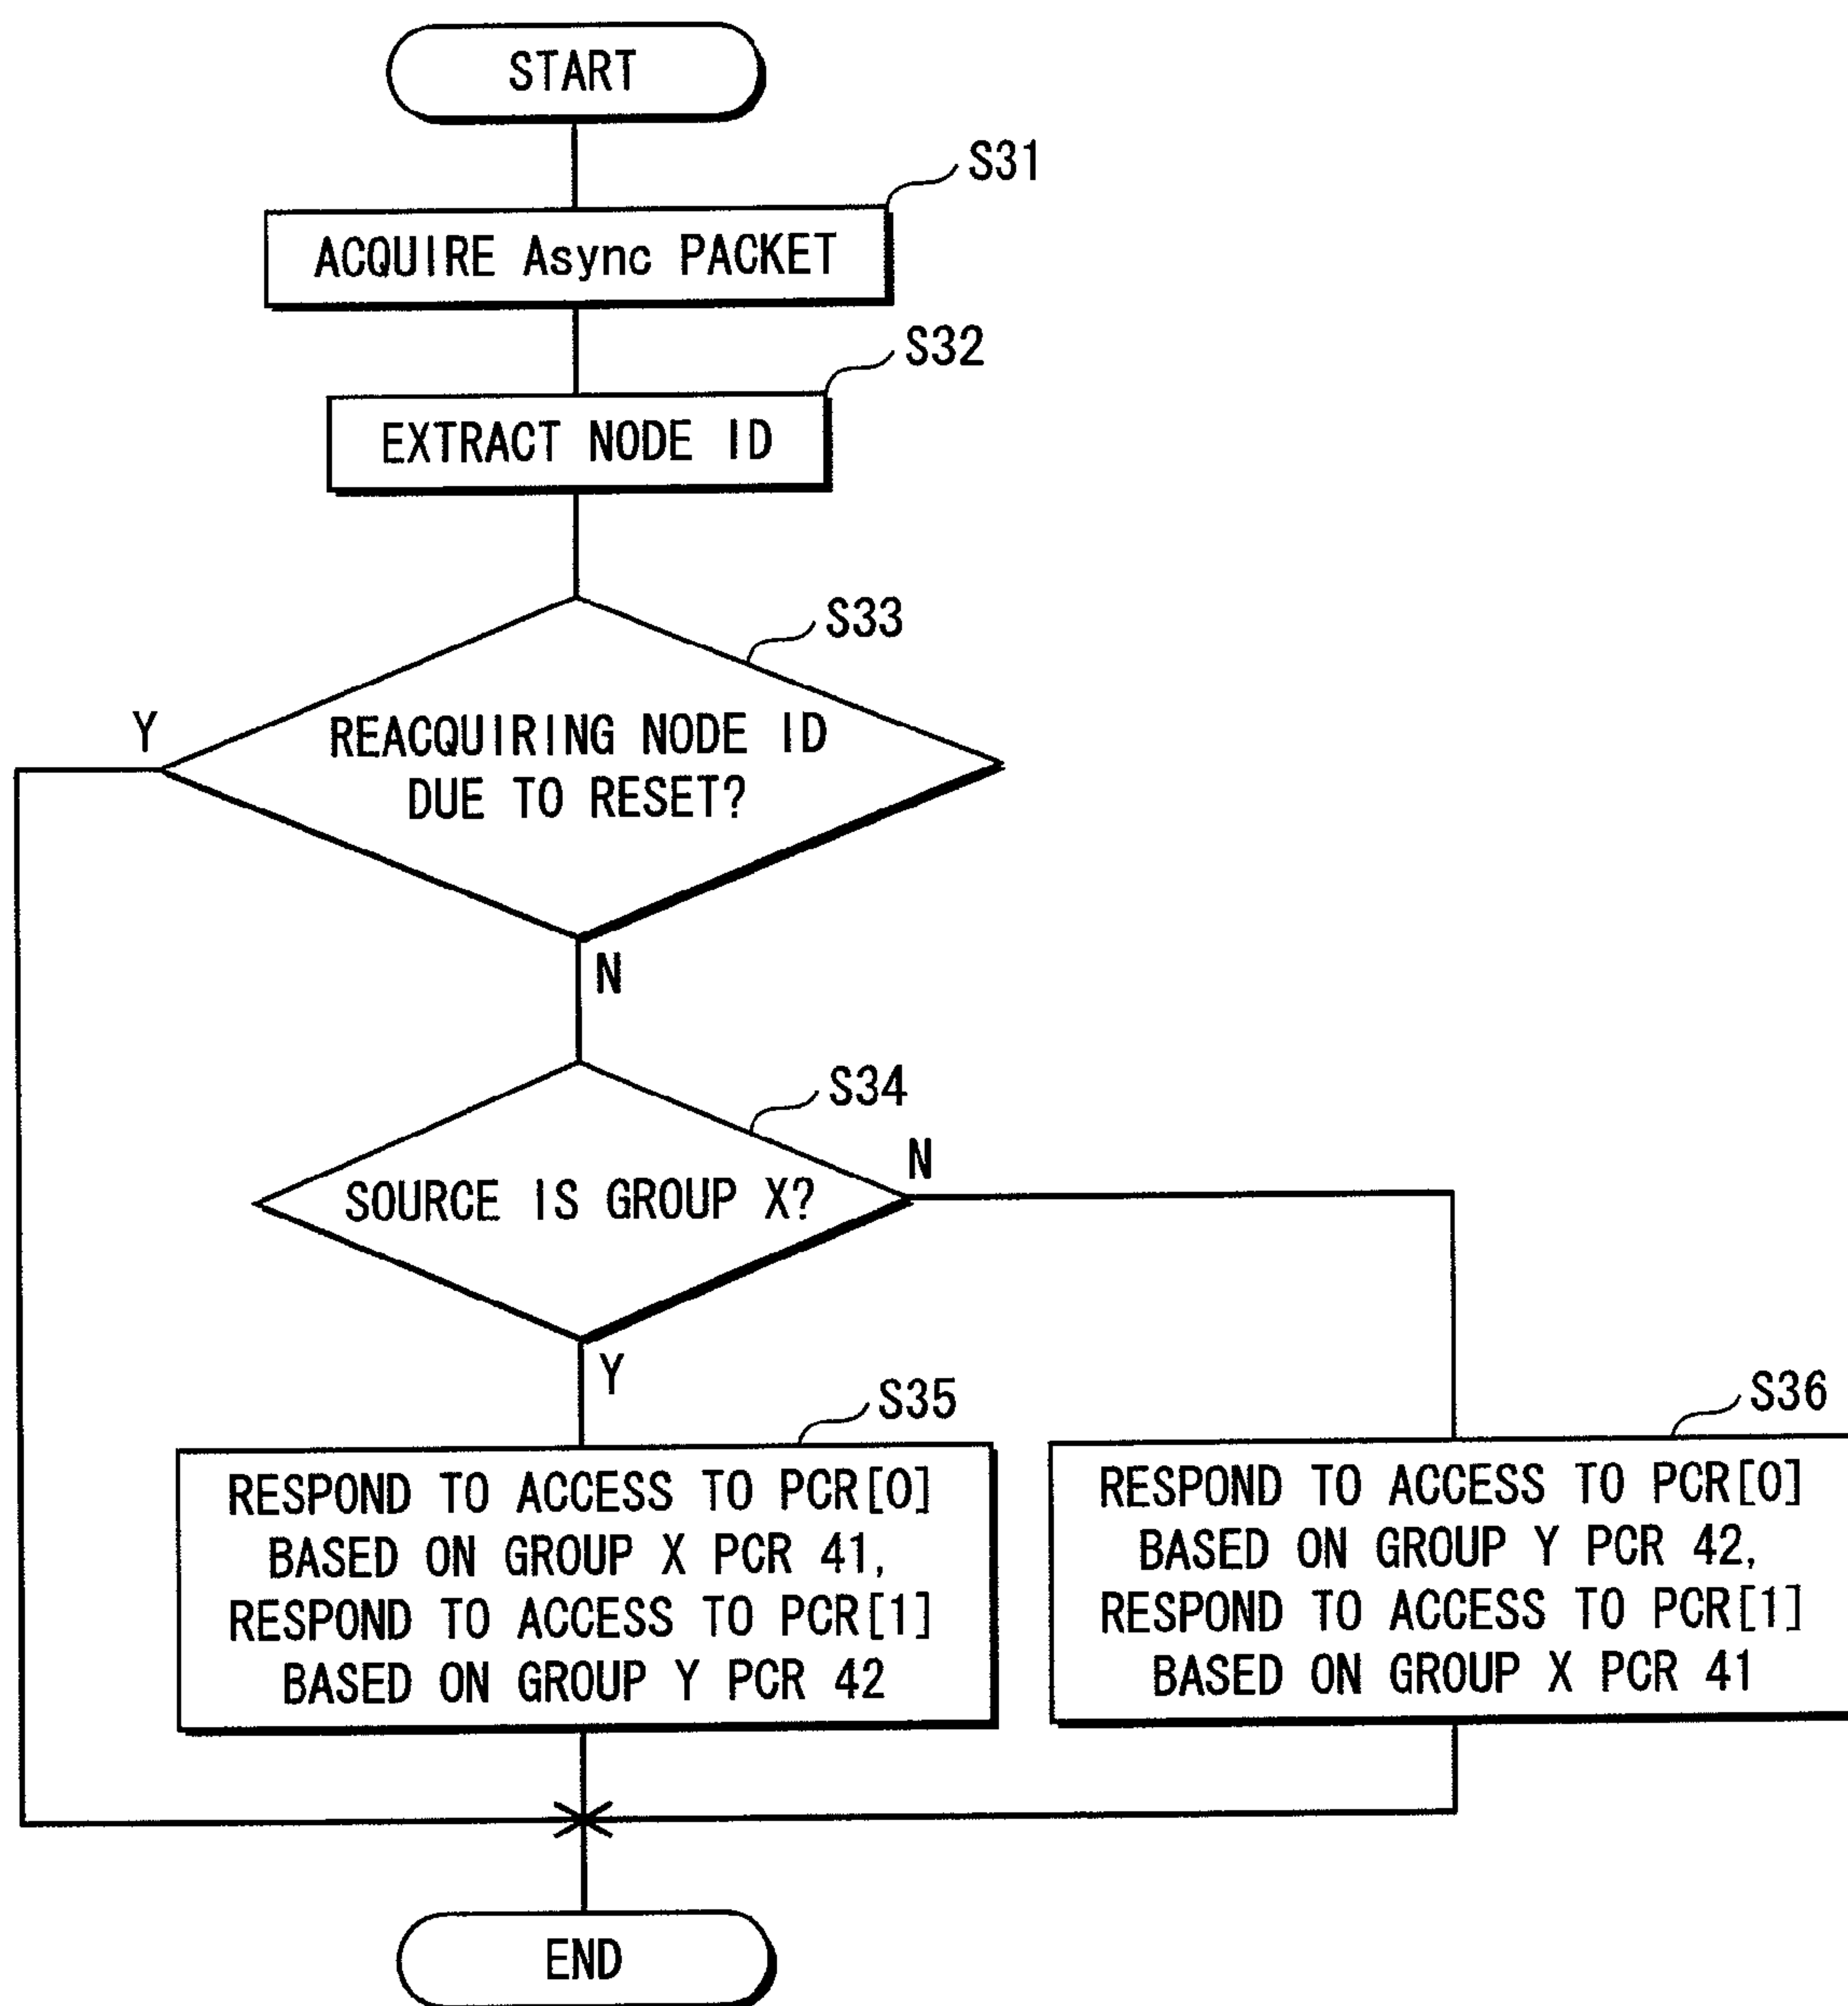 START
S31
ACQUIRE Async PACKET
S32
EXTRACT NODE ID
S33
Y
REACQUIRING NODE ID
DUE TO RESET?
N
S34
N
SOURCE IS GROUP X?
Y
S35
RESPOND TO ACCESS TO PCR[0]
BASED ON GROUP X PCR 41,
RESPOND TO ACCESS TO PCR[1]
BASED ON GROUP Y PCR 42
S36
RESPOND TO ACCESS TO PCR[0]
BASED ON GROUP Y PCR 42,
RESPOND TO ACCESS TO PCR[1]
BASED ON GROUP X PCR 41
END